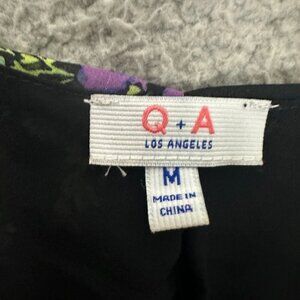 Q + A
LOS ANGELES
M
MADE IN
CHINA